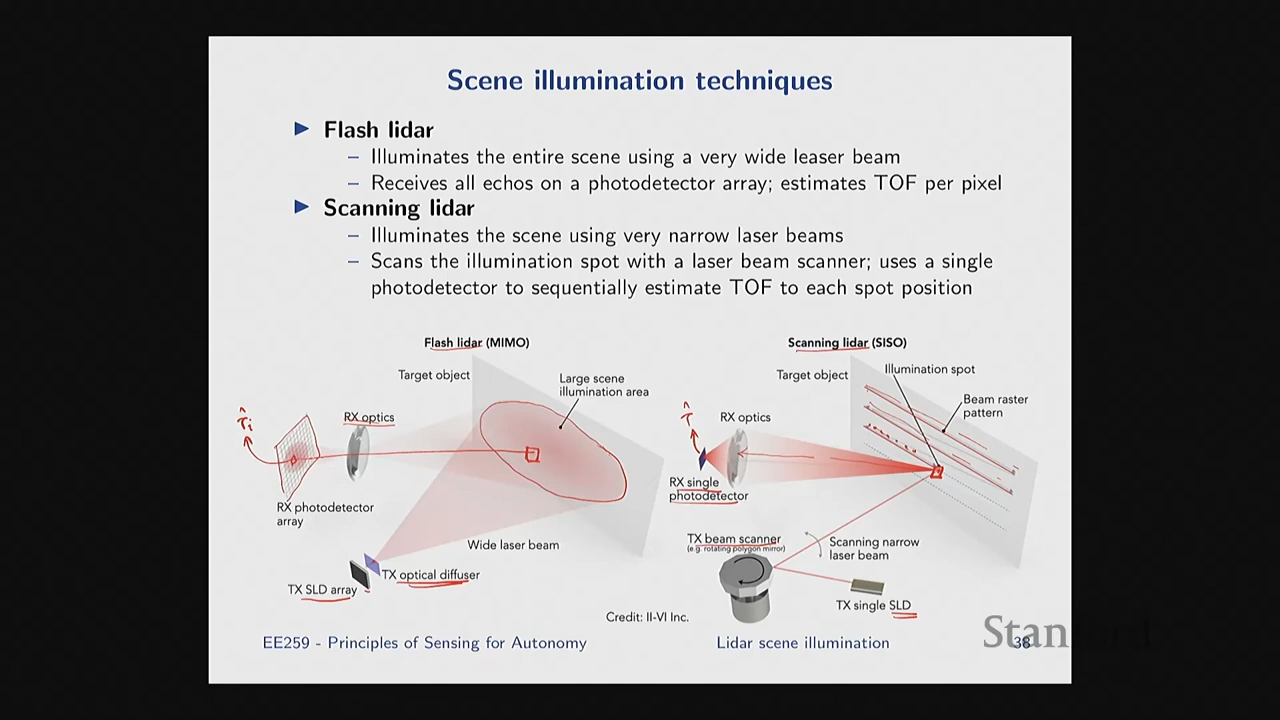 Scene illumination techniques
Flash lidar
– Illuminates the entire scene using a very wide leaser beam
– Receives all echos on a photodetector array; estimates TOF per pixel
Scanning lidar
– Illuminates the scene using very narrow laser beams
– Scans the illumination spot with a laser beam scanner; uses a single
photodetector to sequentially estimate TOF to each spot position
Flash lidar (MIMO)
Target object
Large scene
illumination area
RX optics
RX photodetector
array
Wide laser beam
TX optical diffuser
TX SLD array
τ̂i
Scanning lidar (SISO)
Target object
Illumination spot
Beam raster
pattern
RX optics
τ̂
RX single
photodetector
TX beam scanner
(e.g. rotating polygon mirror)
Scanning narrow
laser beam
TX single SLD
Credit: II-VI Inc.
EE259 - Principles of Sensing for Autonomy
Lidar scene illumination
38
Stanford